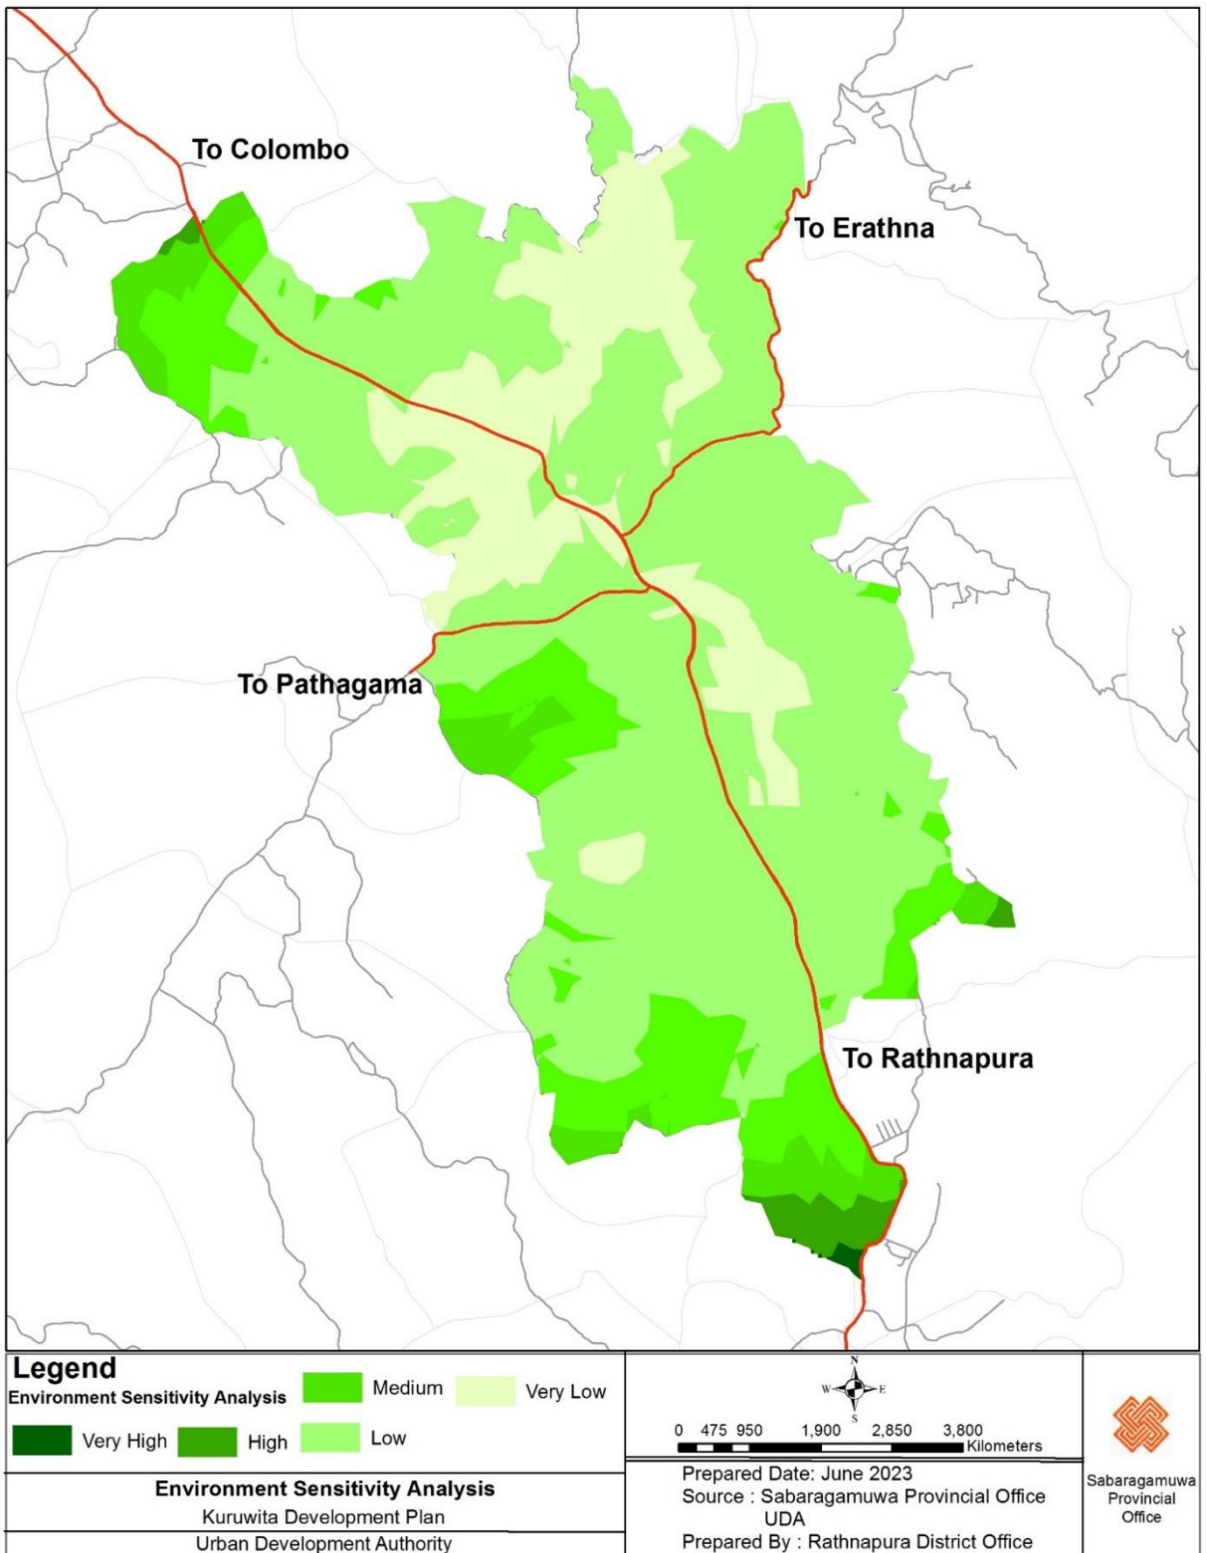 To Colombo
To Erathna
To Pathagama
To Rathnapura
Legend
Environment Sensitivity Analysis
Medium
Very Low
Very High
High
Low
Environment Sensitivity Analysis
Kuruwita Development Plan
Urban Development Authority
N
W E
S
0 475 950 1,900 2,850 3,800
Kilometers
Prepared Date: June 2023
Source : Sabaragamuwa Provincial Office
UDA
Prepared By : Rathnapura District Office
Sabaragamuwa
Provincial
Office